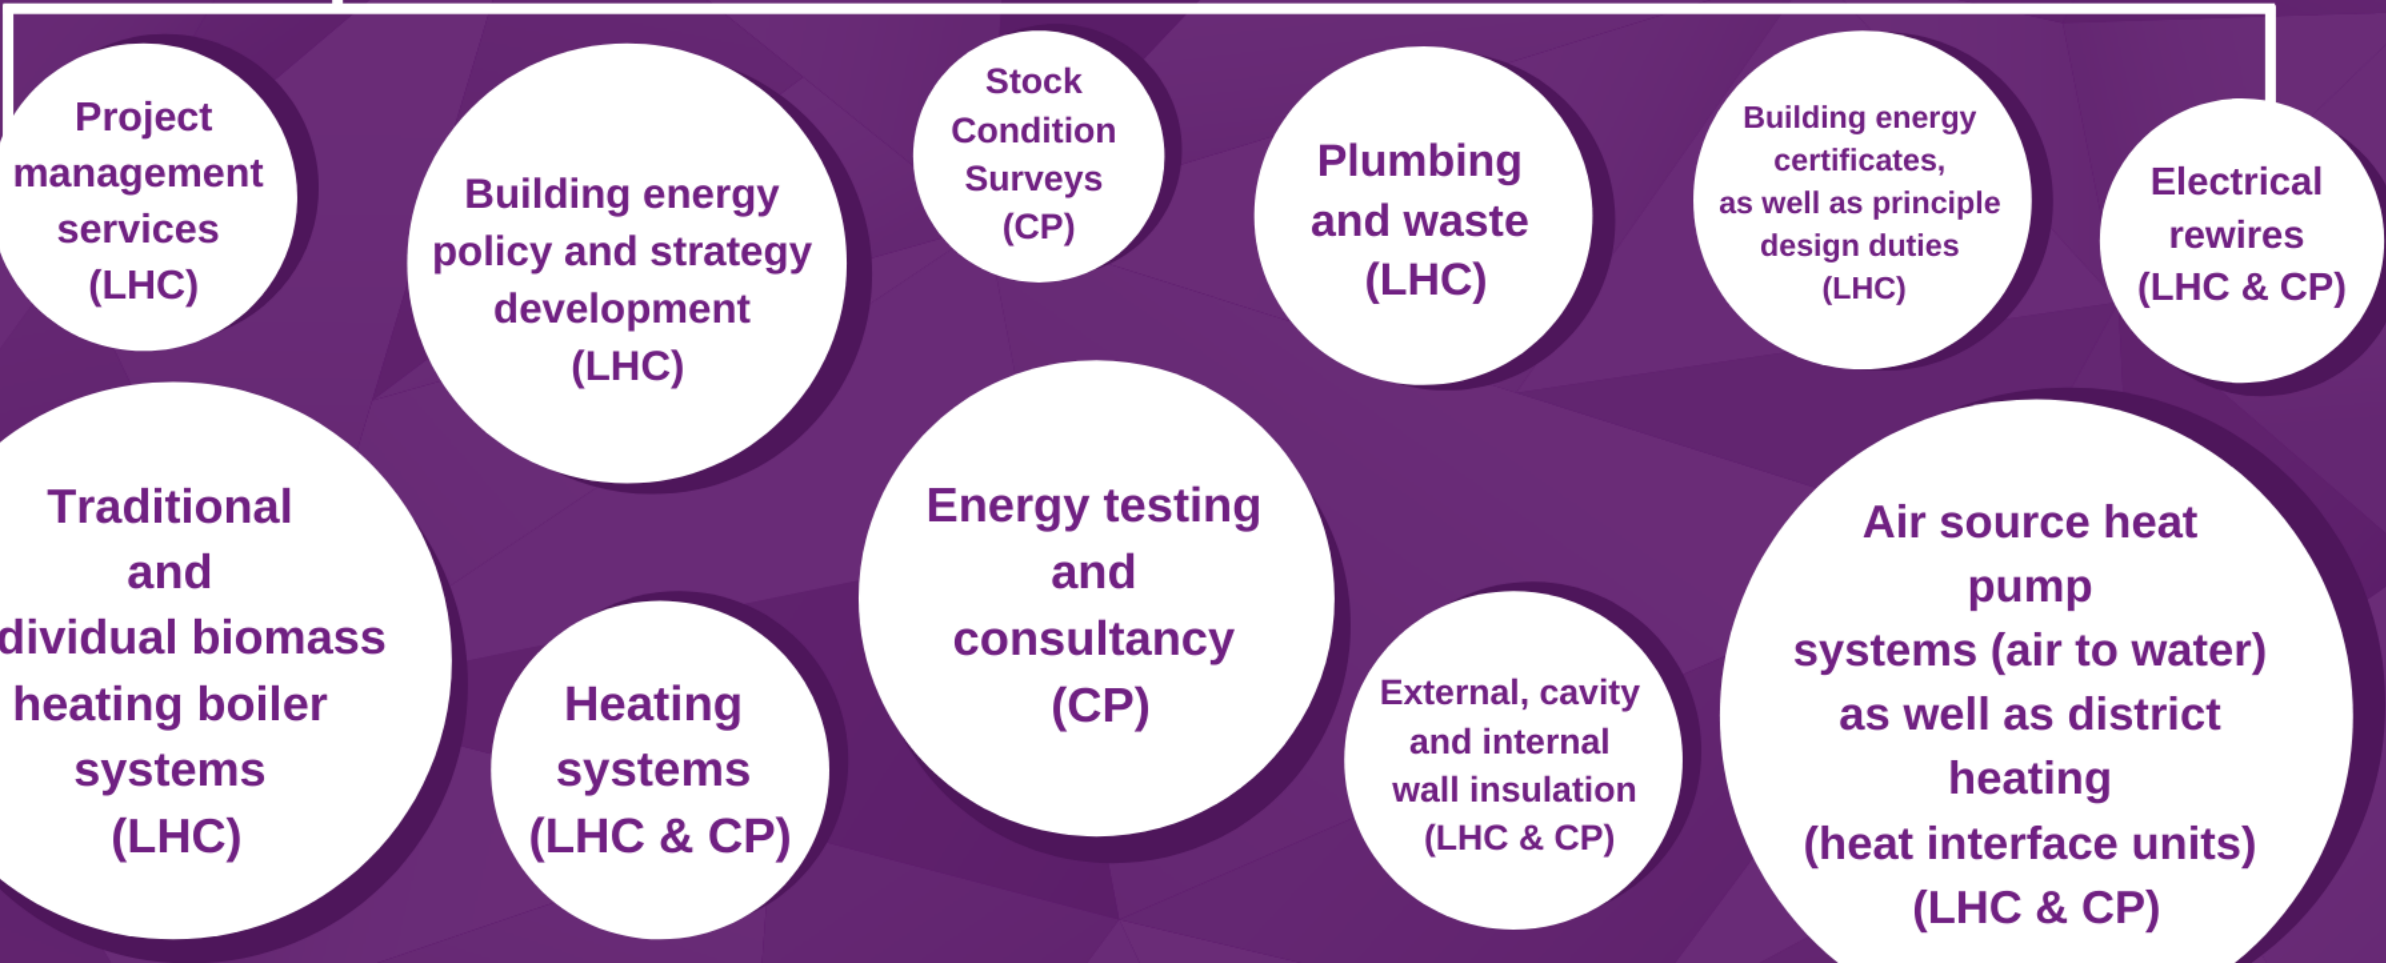 Project
management
services
(LHC)
Building energy
policy and strategy
development
(LHC)
Stock
Condition
Surveys
(CP)
Plumbing
and waste
(LHC)
Building energy
certificates,
as well as principle
design duties
(LHC)
Electrical
rewires
(LHC & CP)
Traditional
and
dividual biomass
heating boiler
systems
(LHC)
Heating
systems
(LHC & CP)
Energy testing
and
consultancy
(CP)
External, cavity
and internal
wall insulation
(LHC & CP)
Air source heat
pump
systems (air to water)
as well as district
heating
(heat interface units)
(LHC & CP)